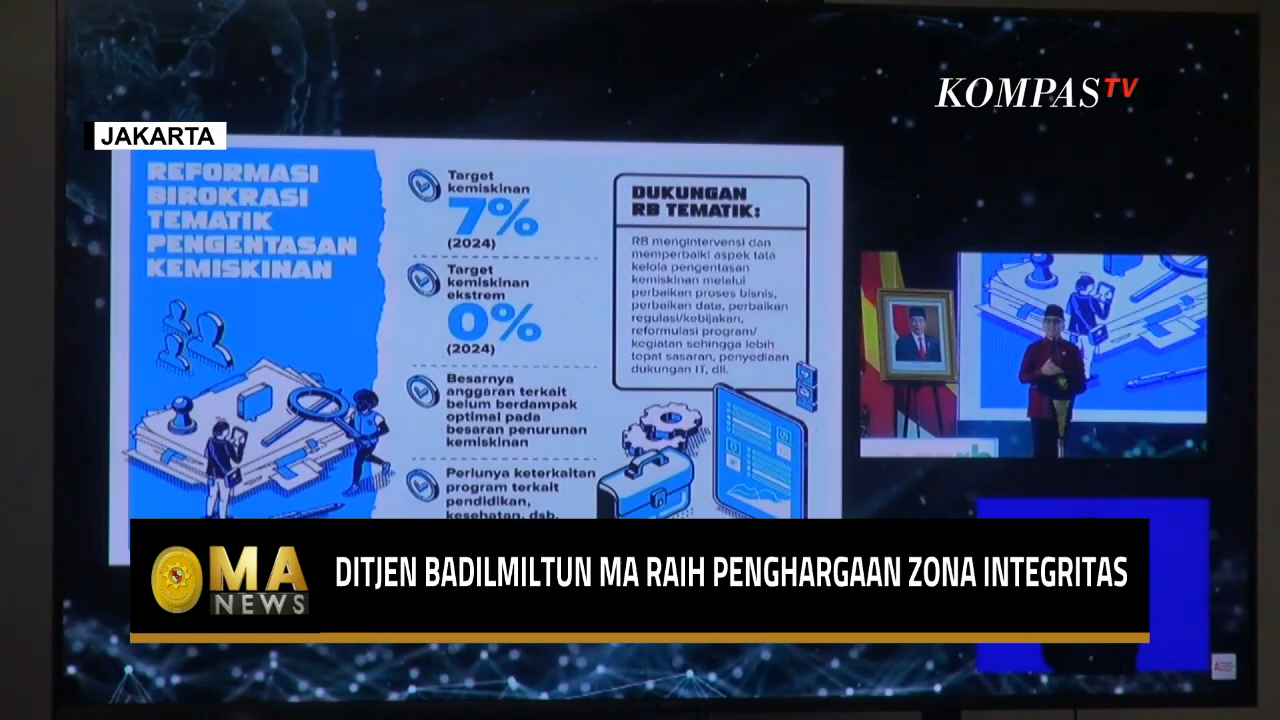 KOMPASTV
JAKARTA
REFORMASI
BIROKRASI
TEMATIK
PENGENTASAN
KEMISKINAN
Target
kemiskinan
7%
(2024)
Target
kemiskinan
ekstrem
0%
(2024)
Besarnya
anggaran terkait
belum berdampak
optimal pada
besaran penurunan
kemiskinan
Perlunya keterkaitan
program terkait
pendidikan,
kesehatan, dsb.
DUKUNGAN
RB TEMATIK:
RB mengintervensi dan
memperbaiki aspek tata
kelola pengentasan
kemiskinan melalui
perbaikan proses bisnis,
perbaikan data, perbaikan
regulasi/kebijakan,
reformulasi program/
kegiatan sehingga lebih
tepat sasaran, penyediaan
dukungan IT, dll.
MA
NEWS
DITJEN BADILMILTUN MA RAIH PENGHARGAAN ZONA INTEGRITAS